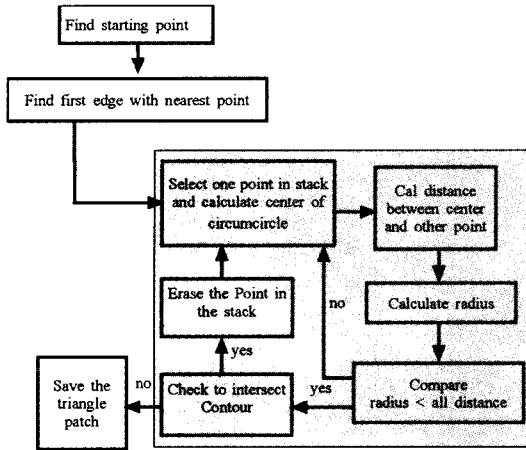 Find starting point
Find first edge with nearest point
Select one point in stack
and calculate center of
circumcircle
Cal distance
between center
and other point
Erase the Point in
the stack
no
Calculate radius
yes
Save the
triangle
patch
no
Check to intersect
Contour
yes
Compare
radius < all distance